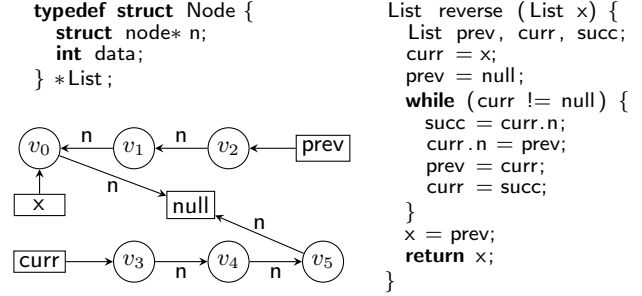 typedef struct Node {
struct node* n;
int data;
} *List;
v0 n v1 n v2 prev
n
x null
n
curr v3 n v4 n v5
List reverse (List x) {
List prev, curr, succ;
curr = x;
prev = null;
while (curr != null) {
succ = curr.n;
curr.n = prev;
prev = curr;
curr = succ;
}
x = prev;
return x;
}